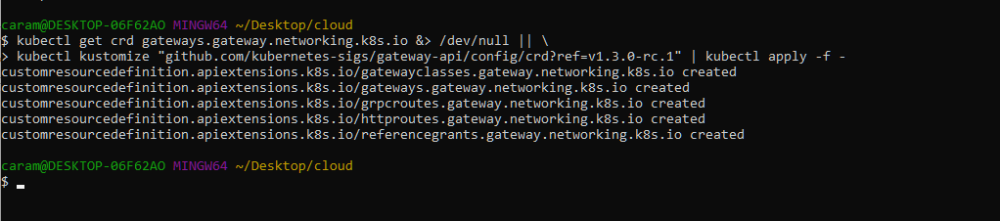 caram@DESKTOP-06F62AO MINGW64 ~/Desktop/cloud
$ kubectl get crd gateways.gateway.networking.k8s.io &> /dev/null || \
> kubectl kustomize "github.com/kubernetes-sigs/gateway-api/config/crd?ref=v1.3.0-rc.1" | kubectl apply -f -
customresourcedefinition.apiextensions.k8s.io/gatewayclasses.gateway.networking.k8s.io created
customresourcedefinition.apiextensions.k8s.io/gateways.gateway.networking.k8s.io created
customresourcedefinition.apiextensions.k8s.io/grpcroutes.gateway.networking.k8s.io created
customresourcedefinition.apiextensions.k8s.io/httproutes.gateway.networking.k8s.io created
customresourcedefinition.apiextensions.k8s.io/referencegrants.gateway.networking.k8s.io created
caram@DESKTOP-06F62AO MINGW64 ~/Desktop/cloud
$